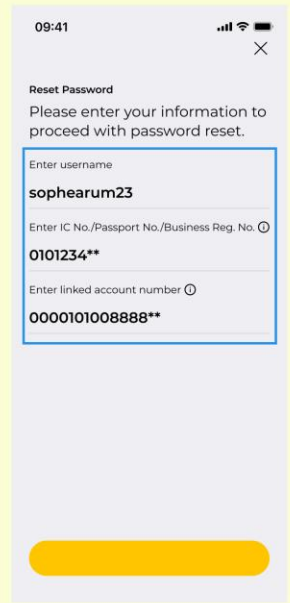 09:41
Reset Password
Please enter your information to
proceed with password reset.
Enter username
sophearum23
Enter IC No./Passport No./Business Reg. No.
0101234**
Enter linked account number
0000101008888**